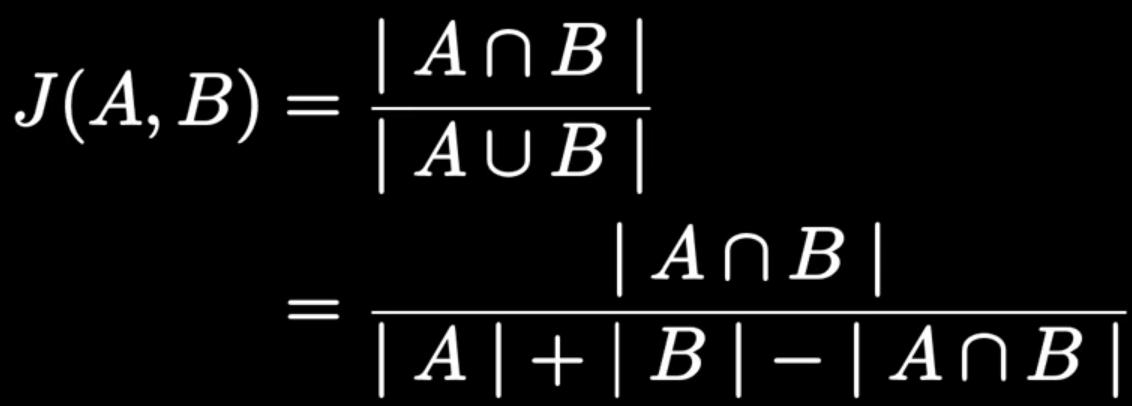 J(A, B) = | A ∩ B | / | A ∪ B |
= | A ∩ B | / | A | + | B | − | A ∩ B |